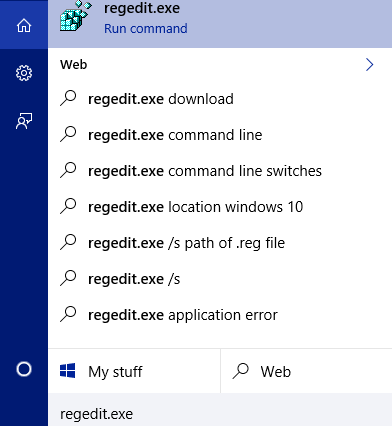 regedit.exe
Run command
Web
regedit.exe download
regedit.exe command line
regedit.exe command line switches
regedit.exe location windows 10
regedit.exe /s path of .reg file
regedit.exe /s
regedit.exe application error
My stuff
Web
regedit.exe